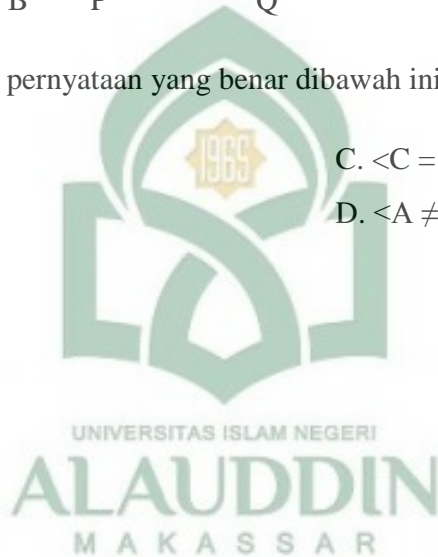 B P Q
pernyataan yang benar dibawah ini
C. <C =
1965
D. <A ≠
UNIVERSITAS ISLAM NEGERI
ALAUDDIN
MAKASSAR